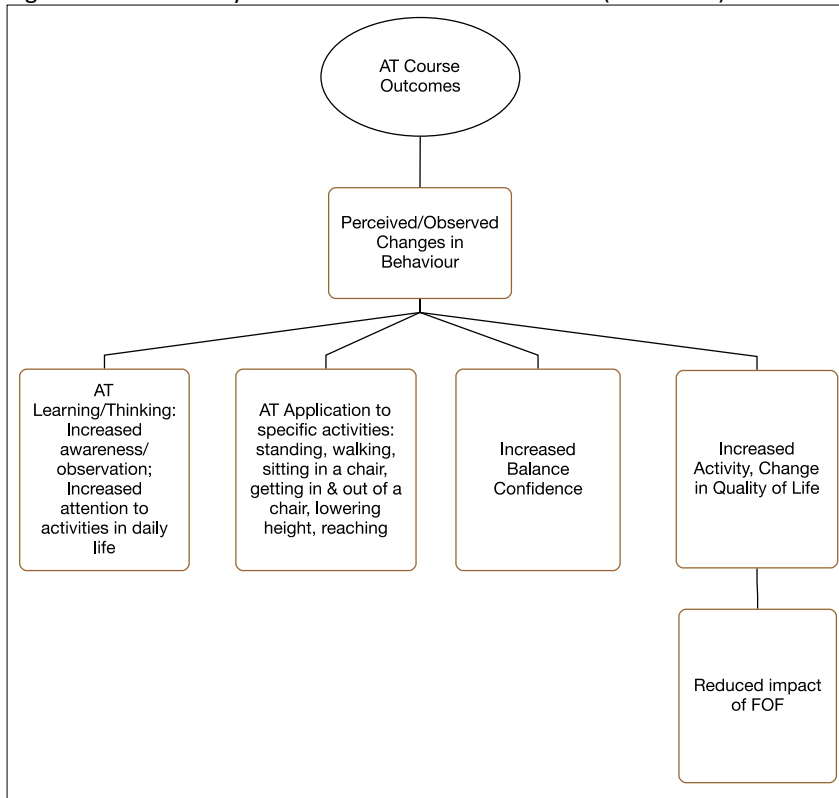 AT Course
Outcomes
Perceived/Observed
Changes in
Behaviour
AT
Learning/Thinking:
Increased
awareness/
observation;
Increased
attention to
activities in daily
life
AT Application to
specific activities:
standing, walking,
sitting in a chair,
getting in & out of a
chair, lowering
height, reaching
Increased
Balance
Confidence
Increased
Activity, Change
in Quality of Life
Reduced impact
of FOF